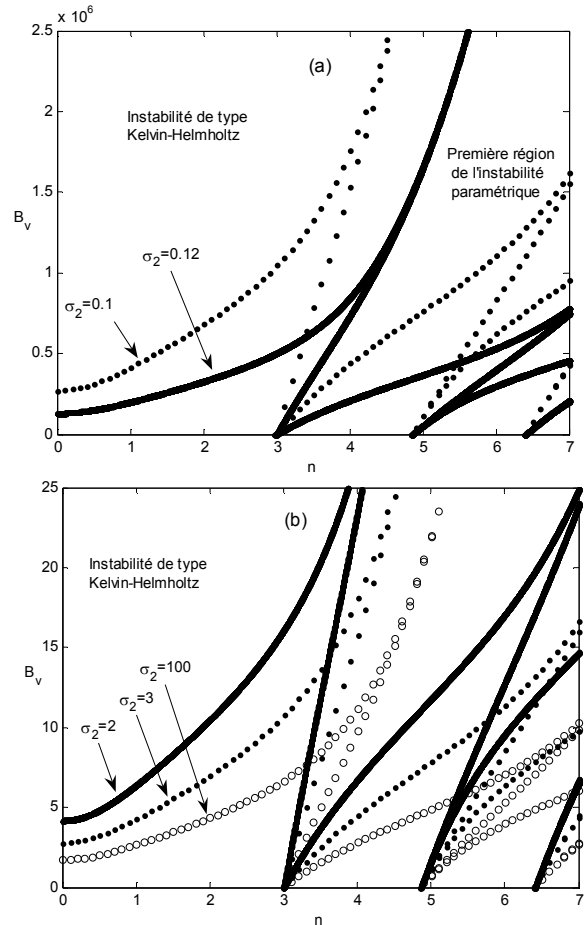 x 10⁶
2.5
2
1.5
1
0.5
0
B_v
(a)
Instabilité de type
Kelvin-Helmholtz
Première région
de l'instabilité
paramétrique
σ₂=0.12
σ₂=0.1
0 1 2 3 4 5 6 7
n
25
20
15
10
5
0
B_v
(b)
Instabilité de type
Kelvin-Helmholtz
σ₂=100
σ₂=3
σ₂=2
0 1 2 3 4 5 6 7
n